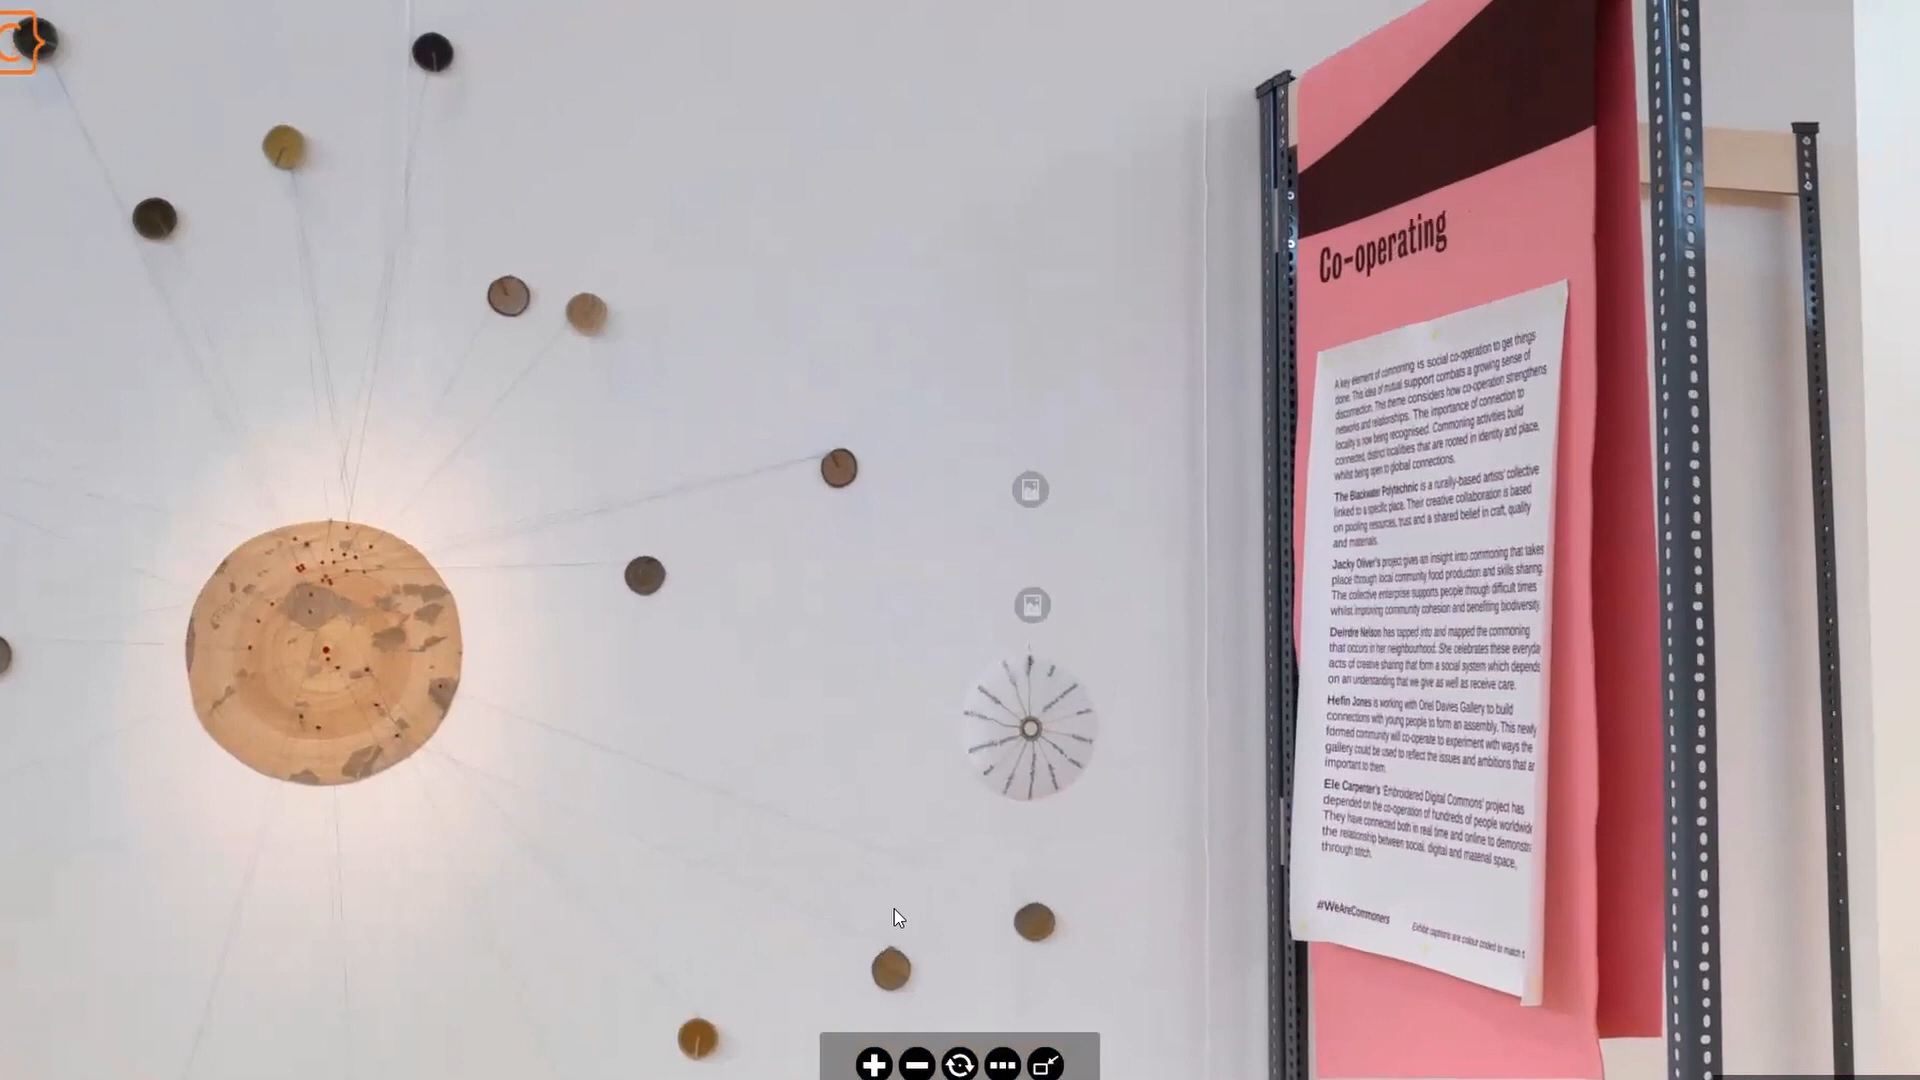 Co-operating
A key element of commoning is social co-operation to get things
done. This idea of mutual support combats a growing sense of
disconnection. This theme considers how co-operation strengthens
networks and relationships. The importance of connection to
locality is now being recognised. Commoning activities build
connected, distinct localities that are rooted in identity and place,
whilst being open to global connections.
The Blackwater Polytechnic is a rurally-based artists' collective
linked to a specific place. Their creative collaboration is based
on pooling resources, trust and a shared belief in craft, quality
and materials.
Jacky Oliver's project gives an insight into commoning that takes
place through local community food production and skills sharing.
The collective enterprise supports people through difficult times
whilst improving community cohesion and benefiting biodiversity.
Deirdre Nelson has tapped into and mapped the commoning
that occurs in her neighbourhood. She celebrates these everyda
acts of creative sharing that form a social system which depends
on an understanding that we give as well as receive care.
Hefin Jones is working with Oriel Davies Gallery to build
connections with young people to form an assembly. This newly
formed community will co-operate to experiment with ways the
gallery could be used to reflect the issues and ambitions that ar
important to them.
Ele Carpenter's 'Embroidered Digital Commons' project has
depended on the co-operation of hundreds of people worldwide
They have connected both in real time and online to demonstr
the relationship between social, digital and material space,
through stitch.
#WeAreCommoners
Exhibit captions are colour coded to match t